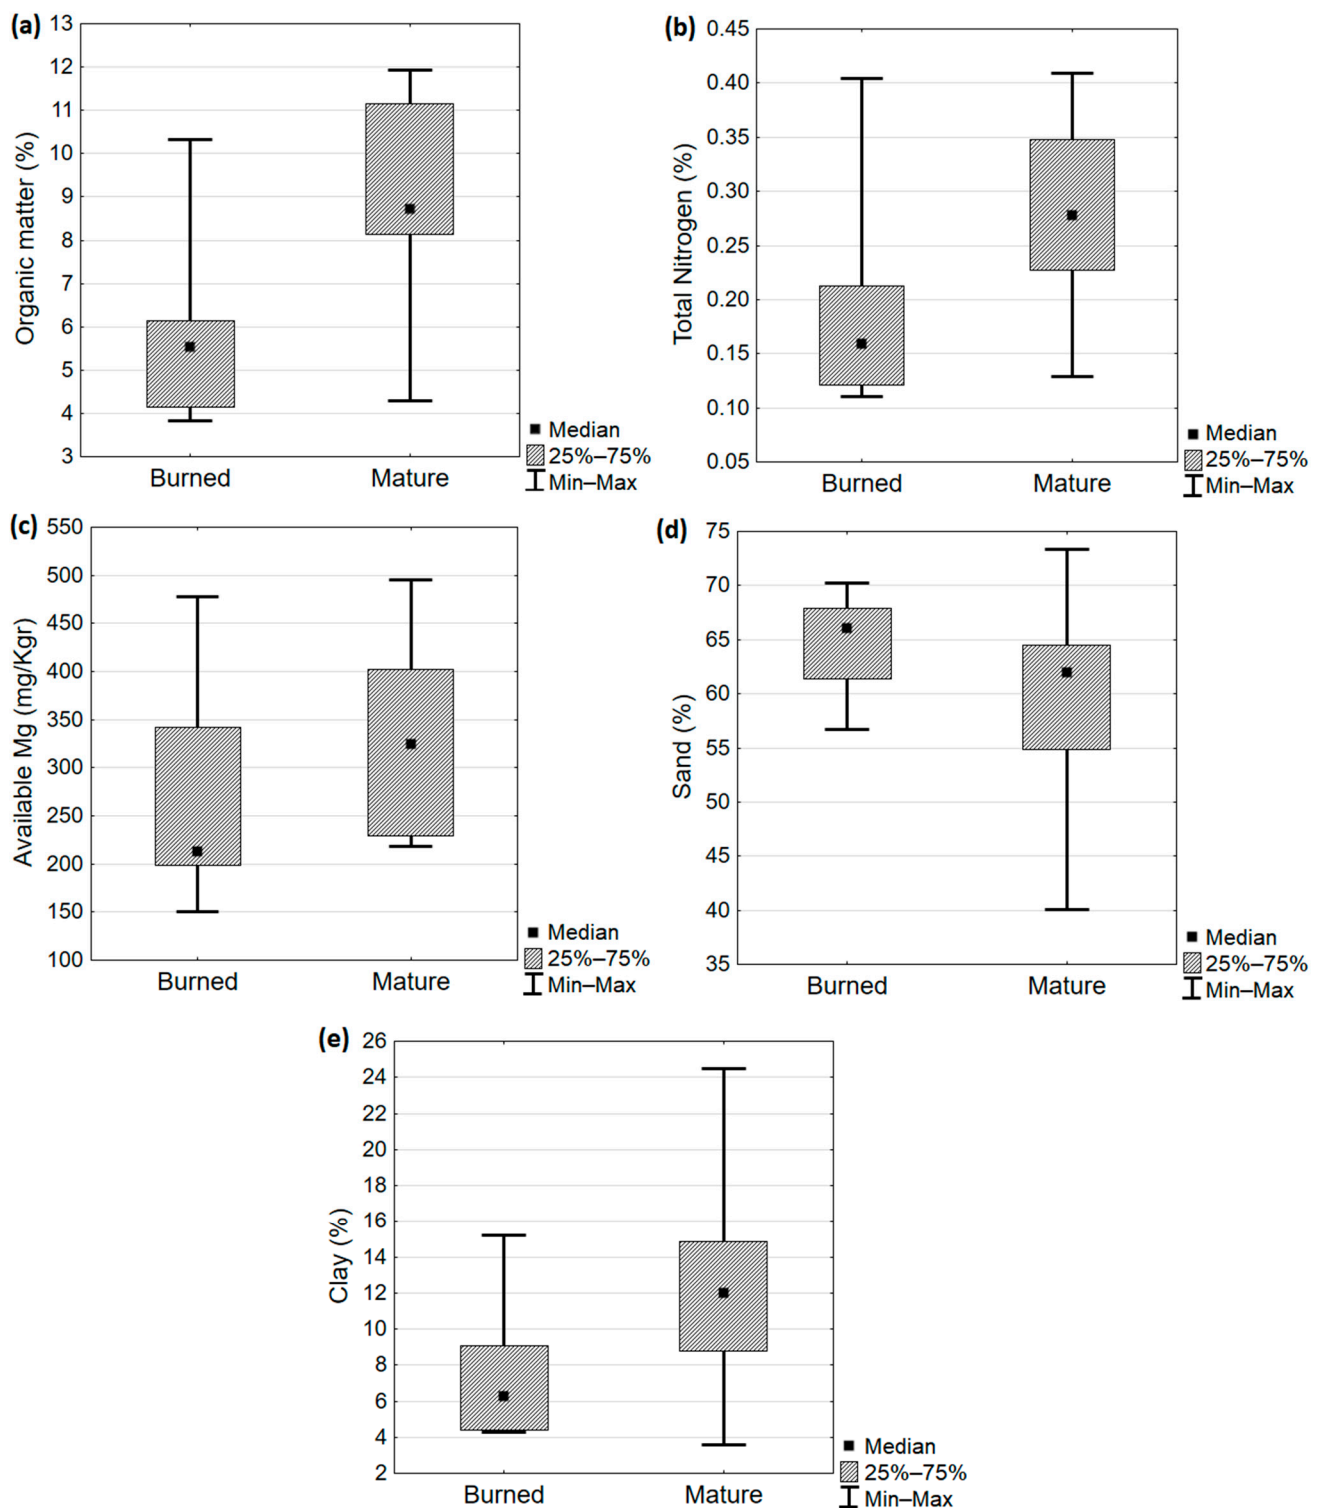 (a)
13
12
11
10
9
8
7
6
5
4
3
Organic matter (%)
Burned
Mature
Median
25%–75%
Min–Max
(b)
0.45
0.40
0.35
0.30
0.25
0.20
0.15
0.10
0.05
Total Nitrogen (%)
Burned
Mature
Median
25%–75%
Min–Max
(c)
550
500
450
400
350
300
250
200
150
100
Available Mg (mg/Kgr)
Burned
Mature
Median
25%–75%
Min–Max
(d)
75
70
65
60
55
50
45
40
35
Sand (%)
Burned
Mature
Median
25%–75%
Min–Max
(e)
26
24
22
20
18
16
14
12
10
8
6
4
2
Clay (%)
Burned
Mature
Median
25%–75%
Min–Max